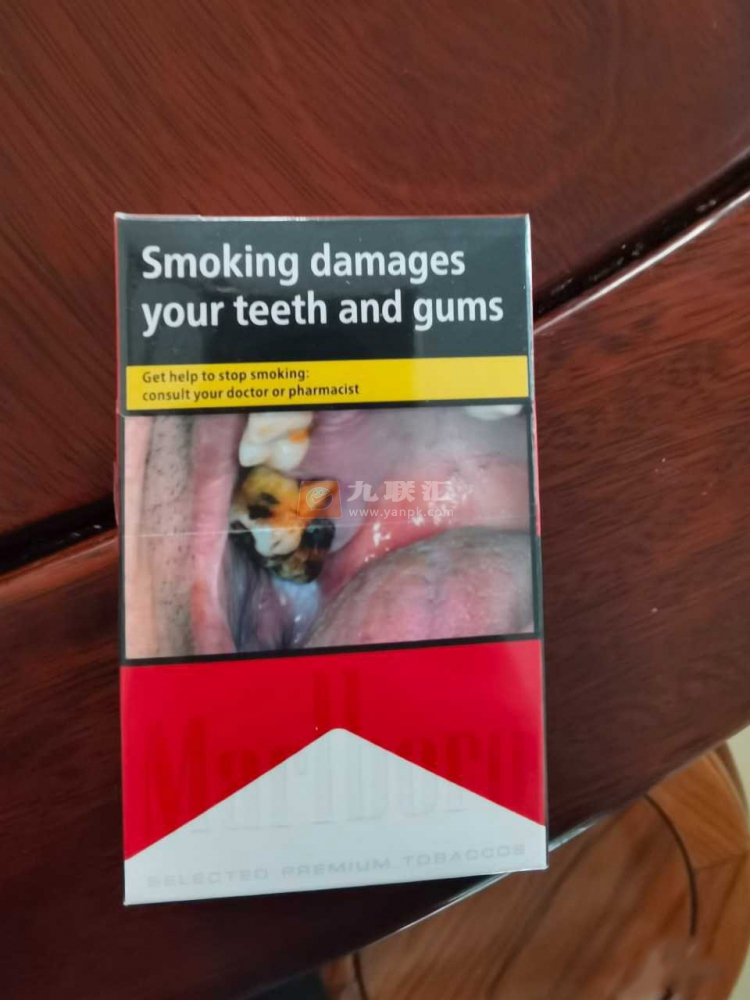 Smoking damages
your teeth and gums
Get help to stop smoking:
consult your doctor or pharmacist
九联汇
www.yanpk.com
Marlboro
SELECTED PREMIUM TOBACCOS